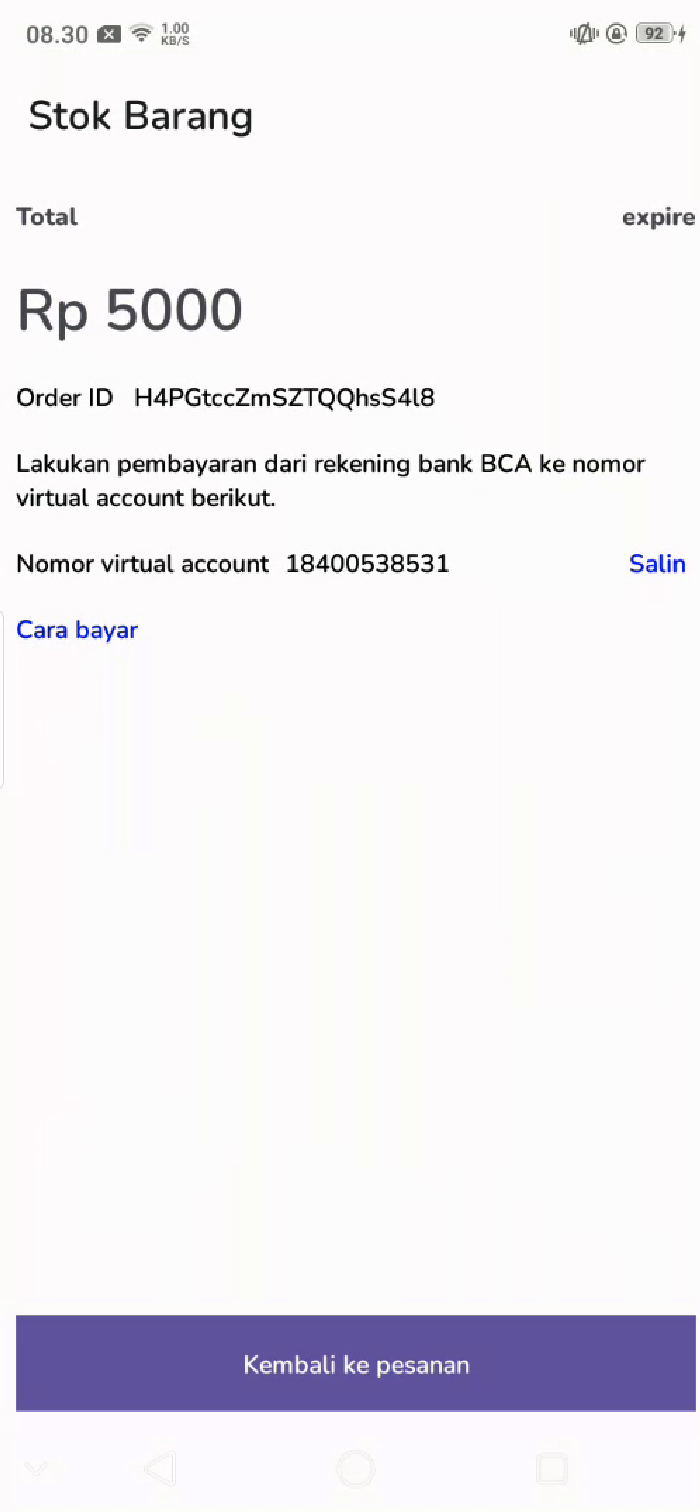 08.30 1.00 KB/S 92
Stok Barang
Total expire
Rp 5000
Order ID H4PGtccZmSZTQQhsS4l8
Lakukan pembayaran dari rekening bank BCA ke nomor
virtual account berikut.
Nomor virtual account 18400538531 Salin
Cara bayar
Kembali ke pesanan